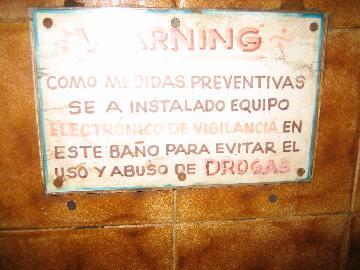 WARNING
COMO MEDIDAS PREVENTIVAS
SE A INSTALADO EQUIPO
ELECTRÓNICO DE VIGILANCIA EN
ESTE BAÑO PARA EVITAR EL
USO Y ABUSO DE DROGAS